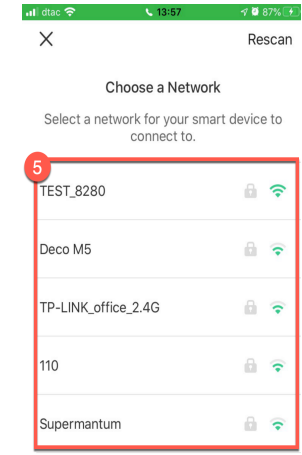 dtac 13:57 87%
Rescan
Choose a Network
Select a network for your smart device to
connect to.
5
TEST_8280
Deco M5
TP-LINK_office_2.4G
110
Supermantum